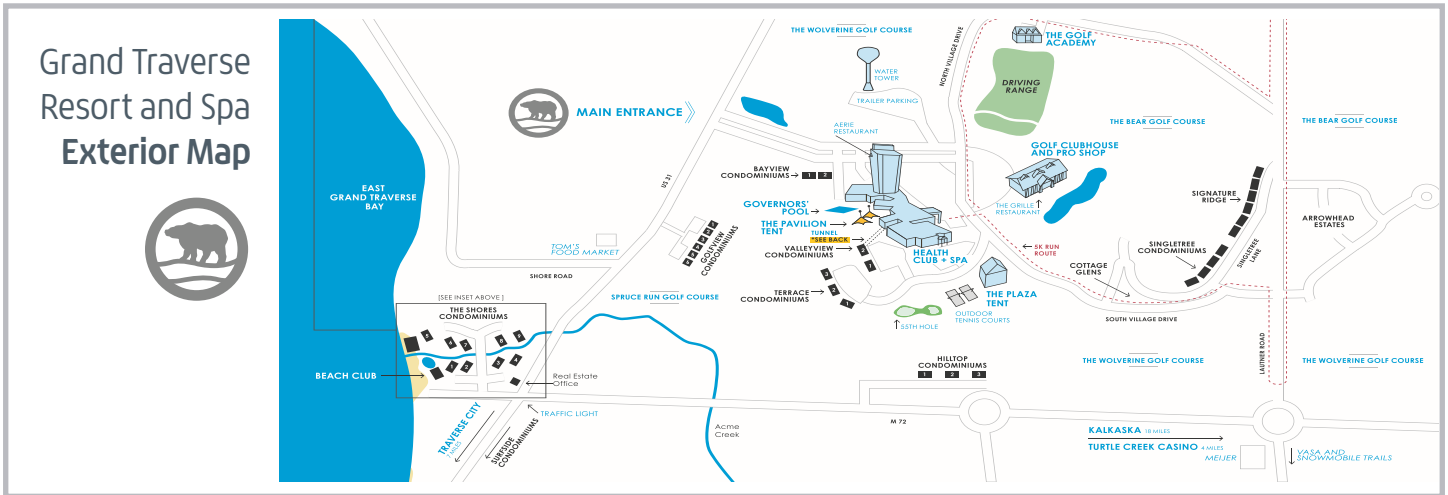 Grand Traverse
Resort and Spa
Exterior Map
EAST
GRAND TRAVERSE
BAY
MAIN ENTRANCE
THE WOLVERINE GOLF COURSE
WATER
TOWER
TRAILER PARKING
NORTH VILLAGE DRIVE
THE GOLF
ACADEMY
DRIVING
RANGE
THE BEAR GOLF COURSE
THE BEAR GOLF COURSE
AERIE
RESTAURANT
GOLF CLUBHOUSE
AND PRO SHOP
THE GRILLE
RESTAURANT
BAYVIEW
CONDOMINIUMS
1 2
US 31
GOVERNORS'
POOL
THE PAVILION
TENT
TUNNEL
*SEE BACK
VALLEYVIEW
CONDOMINIUMS
HEALTH
CLUB + SPA
GOLFVIEW
CONDOMINIUMS
TOM'S
FOOD MARKET
SHORE ROAD
SIGNATURE
RIDGE
ARROWHEAD
ESTATES
SINGLETREE
CONDOMINIUMS
SINGLETREE
LANE
5K RUN
ROUTE
COTTAGE
GLENS
TERRACE
CONDOMINIUMS
THE PLAZA
TENT
OUTDOOR
TENNIS COURTS
55TH HOLE
SOUTH VILLAGE DRIVE
[SEE INSET ABOVE ]
THE SHORES
CONDOMINIUMS
SPRUCE RUN GOLF COURSE
BEACH CLUB
Real Estate
Office
TRAFFIC LIGHT
TRAVERSE CITY
7 MILES
SURFSIDE
CONDOMINIUMS
Acme
Creek
HILLTOP
CONDOMINIUMS
1 2 3
M 72
THE WOLVERINE GOLF COURSE
LAUTNER ROAD
THE WOLVERINE GOLF COURSE
KALKASKA 18 MILES
TURTLE CREEK CASINO 4 MILES
MEIJER
VASA AND
SNOWMOBILE TRAILS